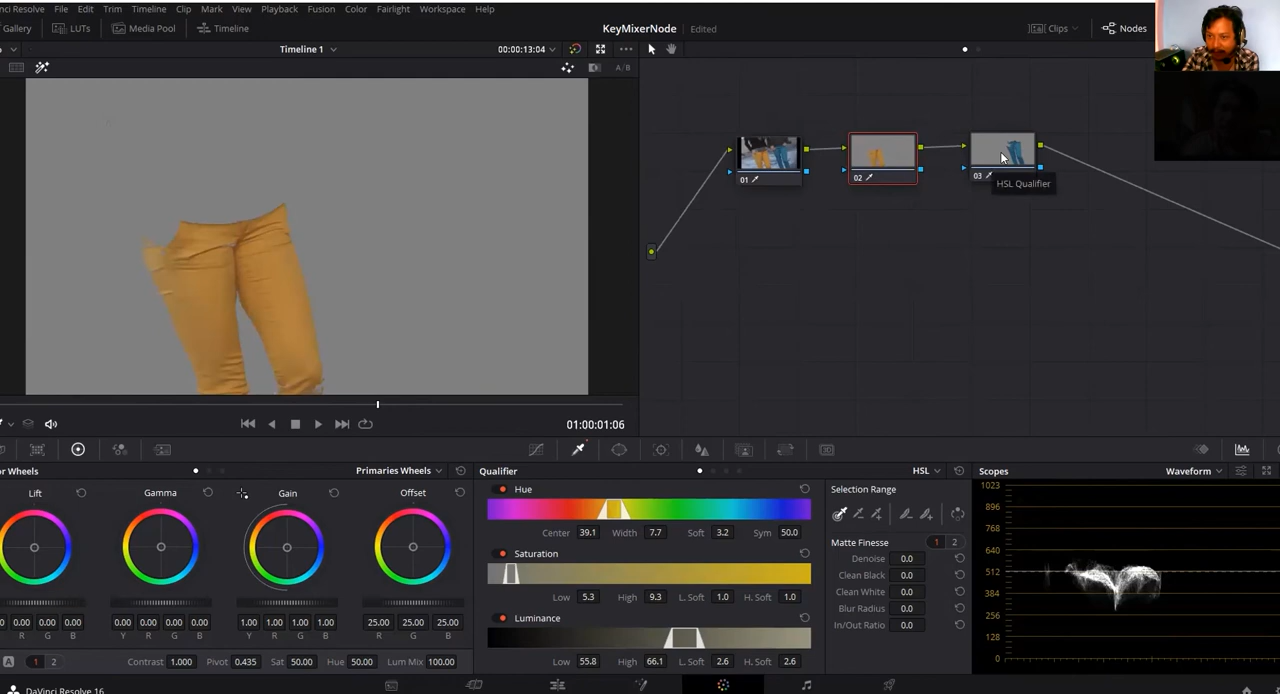 nci Resolve File Edit Trim Timeline Clip Mark View Playback Fusion Color Fairlight Workspace Help
Gallery LUTs Media Pool Timeline KeyMixerNode Edited Clips Nodes
Timeline 1 00:00:13:04
A/B
01 02 03
HSL Qualifier
01:00:01:06
or Wheels Primaries Wheels Qualifier HSL Scopes Waveform
Lift Gamma Gain Offset
Hue
Center 39.1 Width 7.7 Soft 3.2 Sym 50.0
Saturation
Low 5.3 High 9.3 L. Soft 1.0 H. Soft 1.0
Luminance
Low 55.8 High 66.1 L. Soft 2.6 H. Soft 2.6
Selection Range
Matte Finesse 1 2
Denoise 0.0
Clean Black 0.0
Clean White 0.0
Blur Radius 0.0
In/Out Ratio 0.0
1023
896
768
640
512
384
256
128
0
0.00 0.00 0.00 0.00 0.00 0.00 0.00 1.00 1.00 1.00 1.00 25.00 25.00 25.00
R G B Y R G B Y R G B R G B
A 1 2 Contrast 1.000 Pivot 0.435 Sat 50.00 Hue 50.00 Lum Mix 100.00
DaVinci Resolve 16